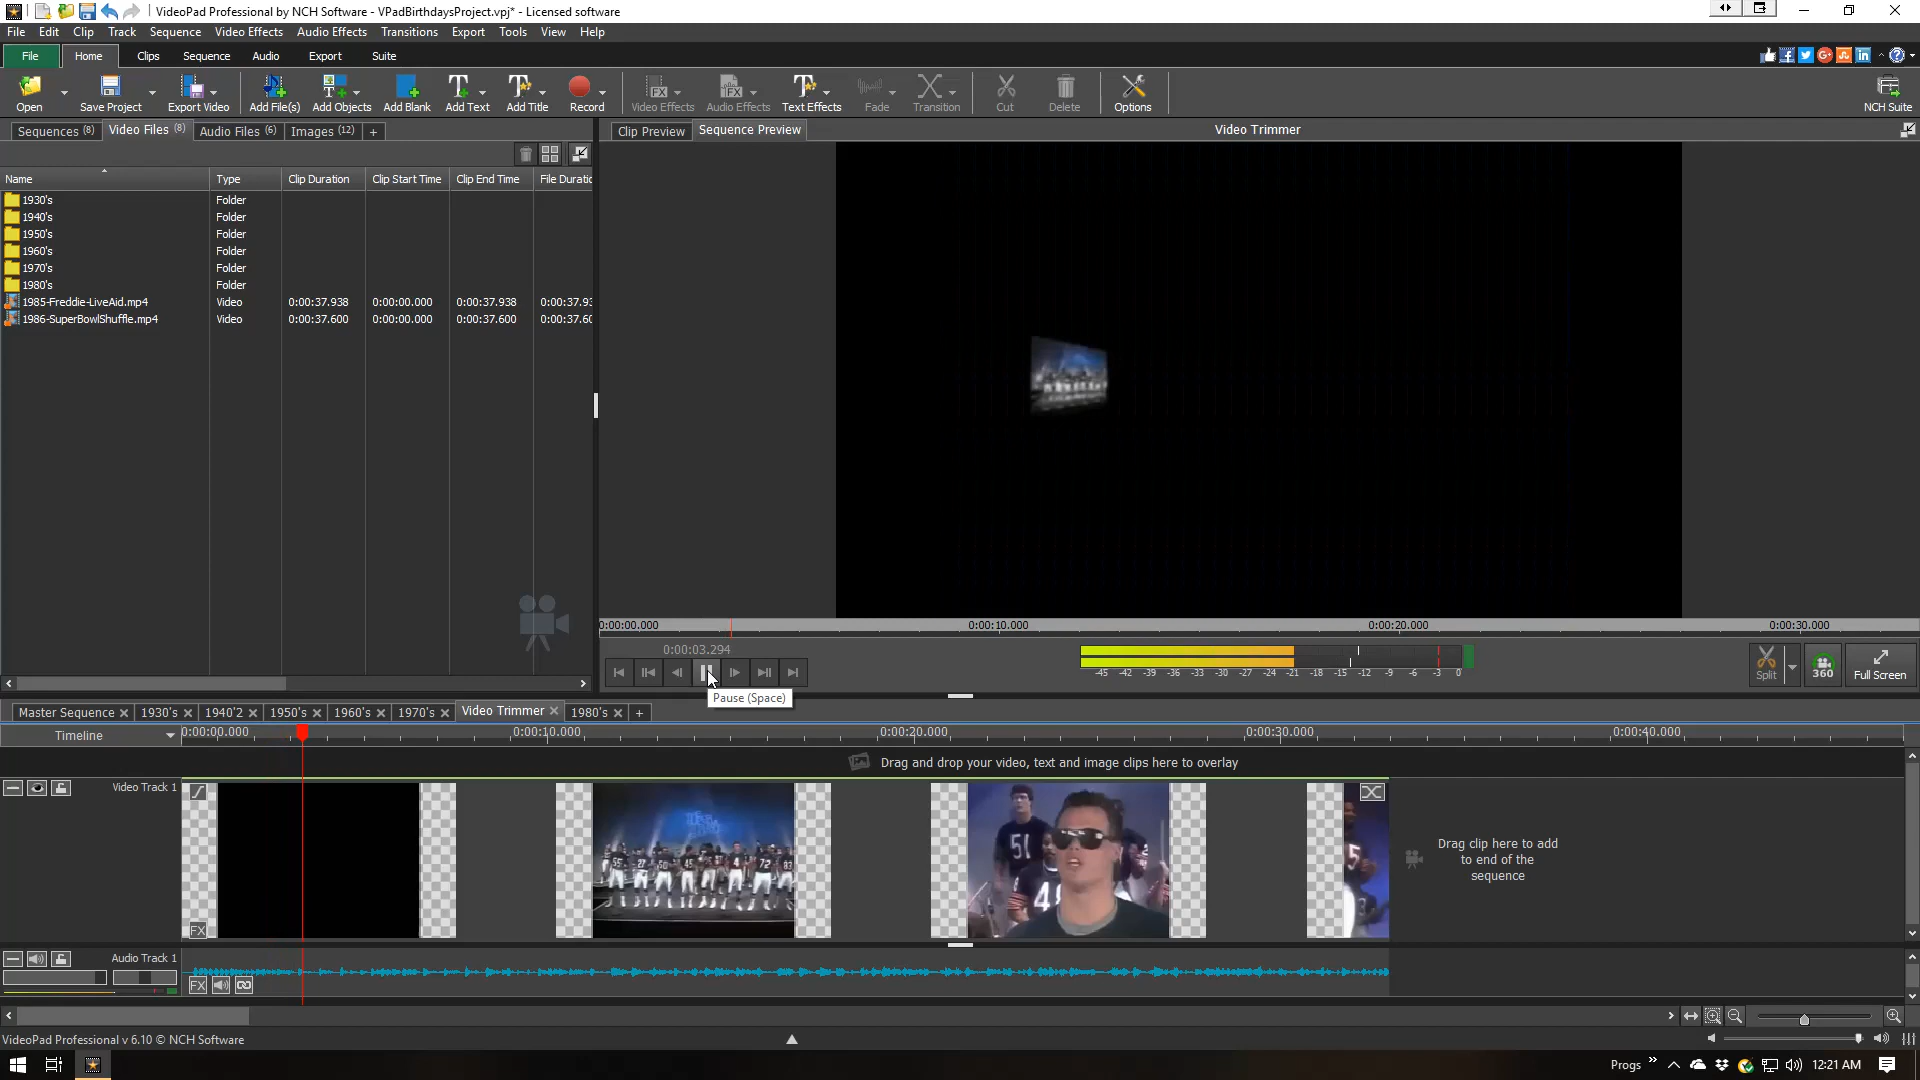 VideoPad Professional by NCH Software - VPadBirthdaysProject.vpj* - Licensed software
File Edit Clip Track Sequence Video Effects Audio Effects Transitions Export Tools View Help
File Home Clips Sequence Audio Export Suite
Open Save Project Export Video Add File(s) Add Objects Add Blank Add Text Add Title Record Video Effects Audio Effects Text Effects Fade Transition Cut Delete Options NCH Suite
Sequences (8) Video Files (8) Audio Files (6) Images (12) +
Clip Preview Sequence Preview Video Trimmer
Name Type Clip Duration Clip Start Time Clip End Time File Duratio
1930's Folder
1940's Folder
1950's Folder
1960's Folder
1970's Folder
1980's Folder
1985-Freddie-LiveAid.mp4 Video 0:00:37.938 0:00:00.000 0:00:37.938 0:00:37.93
1986-SuperBowlShuffle.mp4 Video 0:00:37.600 0:00:00.000 0:00:37.600 0:00:37.60
0:00:00.000 0:00:10.000 0:00:20.000 0:00:30.000
0:00:03.294
-45 -42 -39 -36 -33 -30 -27 -24 -21 -18 -15 -12 -9 -6 -3 0
Split 360 Full Screen
Pause (Space)
Master Sequence 1930's 1940'2 1950's 1960's 1970's Video Trimmer 1980's +
Timeline 0:00:00.000 0:00:10.000 0:00:20.000 0:00:30.000 0:00:40.000
Drag and drop your video, text and image clips here to overlay
Video Track 1
FX
51
Drag clip here to add
to end of the
sequence
Audio Track 1
FX
VideoPad Professional v 6.10 © NCH Software
Progs 12:21 AM